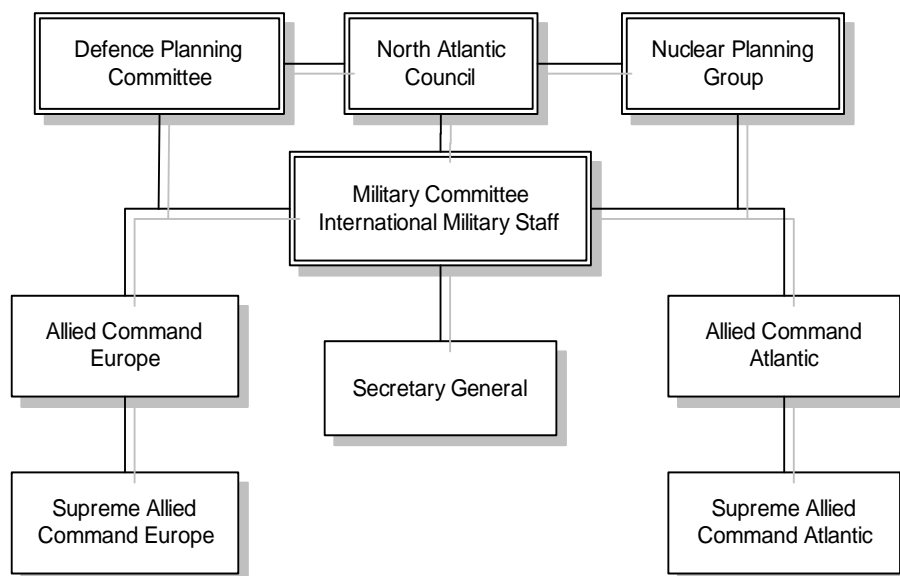 Defence Planning
Committee
North Atlantic
Council
Nuclear Planning
Group
Military Committee
International Military Staff
Allied Command
Europe
Secretary General
Allied Command
Atlantic
Supreme Allied
Command Europe
Supreme Allied
Command Atlantic